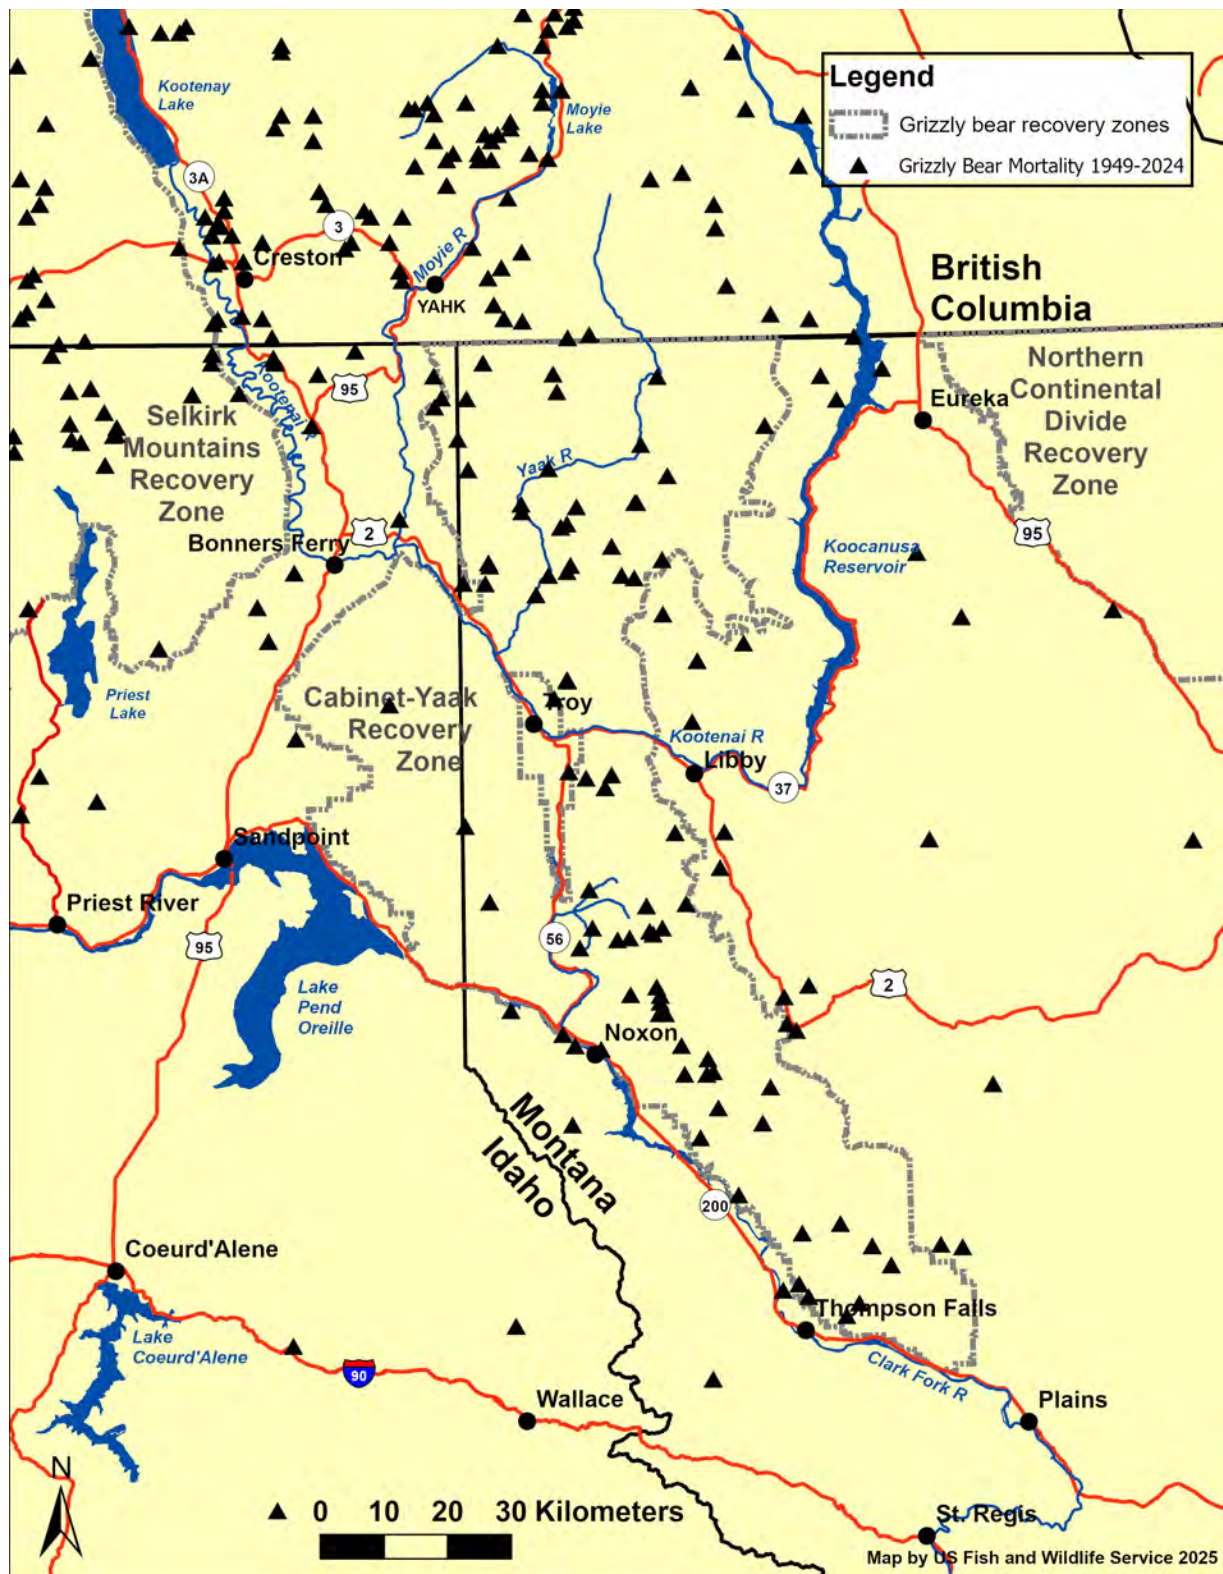 Kootenay
Lake
Moyie
Lake
Legend
Grizzly bear recovery zones
Grizzly Bear Mortality 1949-2024
3A
3
Creston
Moyie R
YAHK
British
Columbia
Northern
Continental
Divide
Recovery
Zone
Kootenai R
95
Selkirk
Mountains
Recovery
Zone
Eureka
Yaak R
2
Bonners Ferry
95
Koocanusa
Reservoir
Priest
Lake
Cabinet-Yaak
Recovery
Zone
Troy
Kootenai R
Libby
37
Sandpoint
Priest River
95
56
Lake
Pend
Oreille
2
Noxon
Montana
Idaho
200
Coeurd'Alene
Lake
Coeurd'Alene
Thompson Falls
90
Clark Fork R
Wallace
Plains
N
0 10 20 30 Kilometers
St. Regis
Map by US Fish and Wildlife Service 2025